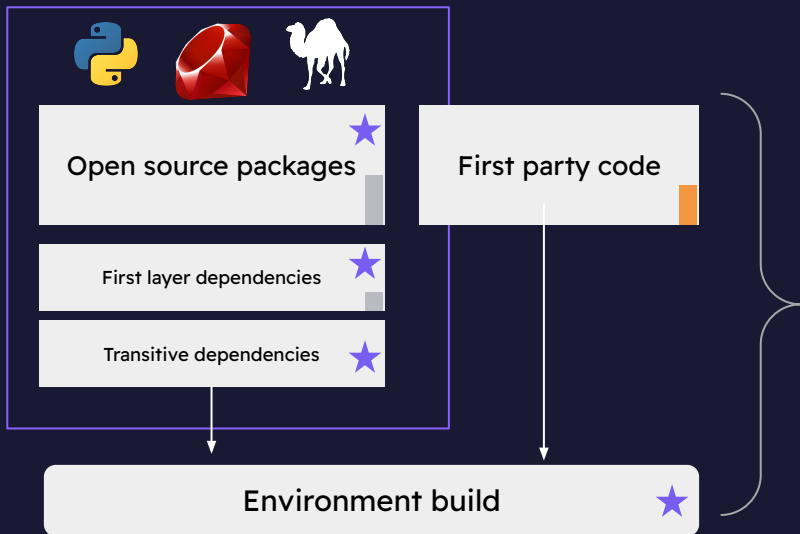 Open source packages
First party code
First layer dependencies
Transitive dependencies
Environment build